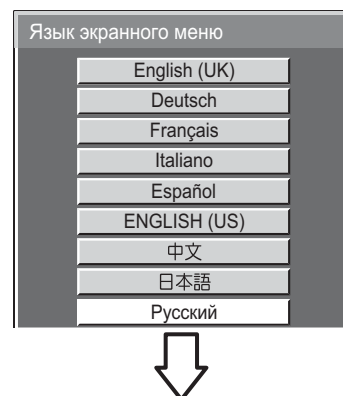 Язык экранного меню
English (UK)
Deutsch
Français
Italiano
Español
ENGLISH (US)
中文
日本語
Русский